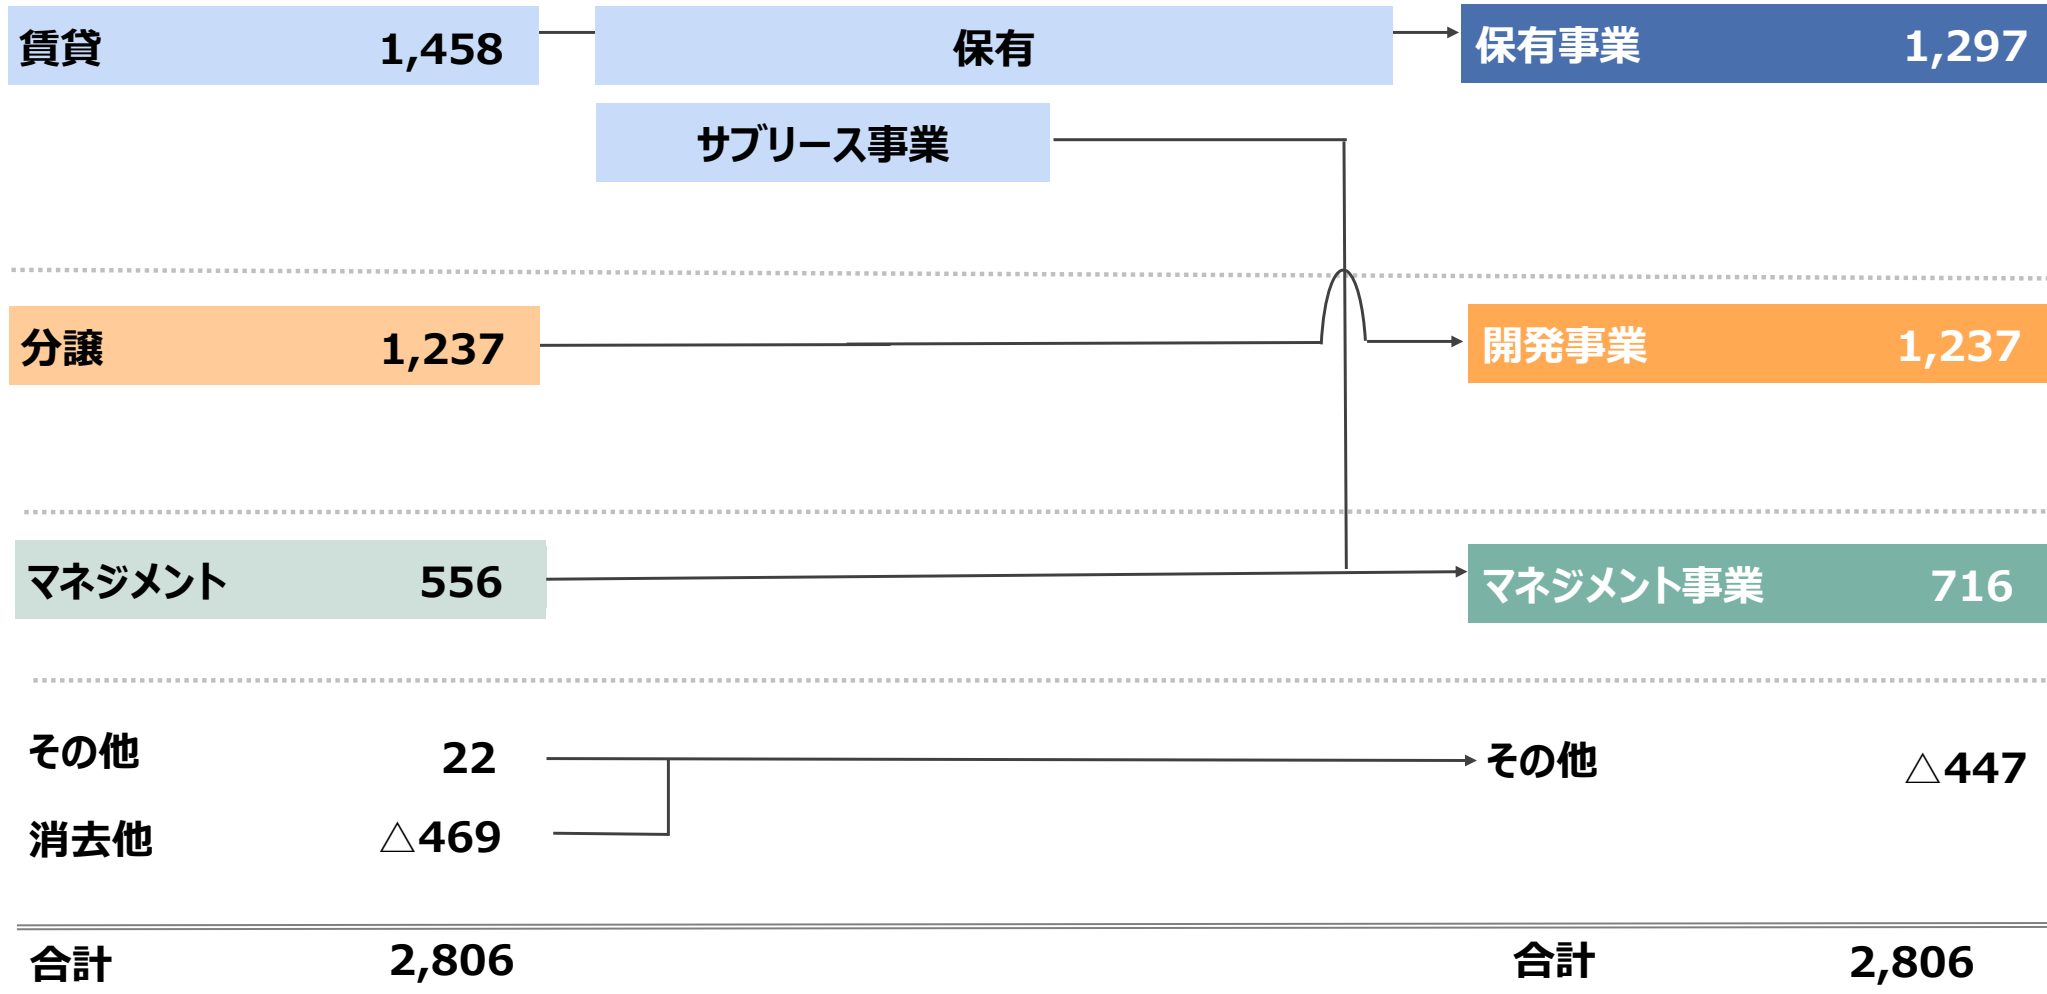 賃貸 1,458 保有 保有事業 1,297
サブリース事業
分譲 1,237 開発事業 1,237
マネジメント 556 マネジメント事業 716
その他 22 その他 △447
消去他 △469
合計 2,806 合計 2,806